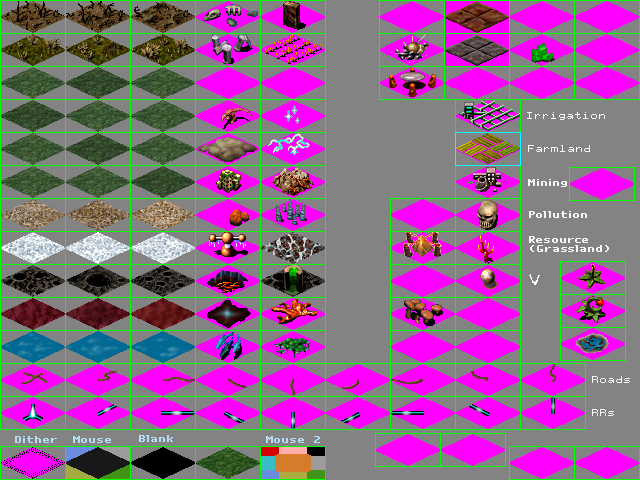 Irrigation
Farmland
Mining
Pollution
Resource
(Grassland)
V
Roads
RRs
Dither Mouse Blank Mouse 2